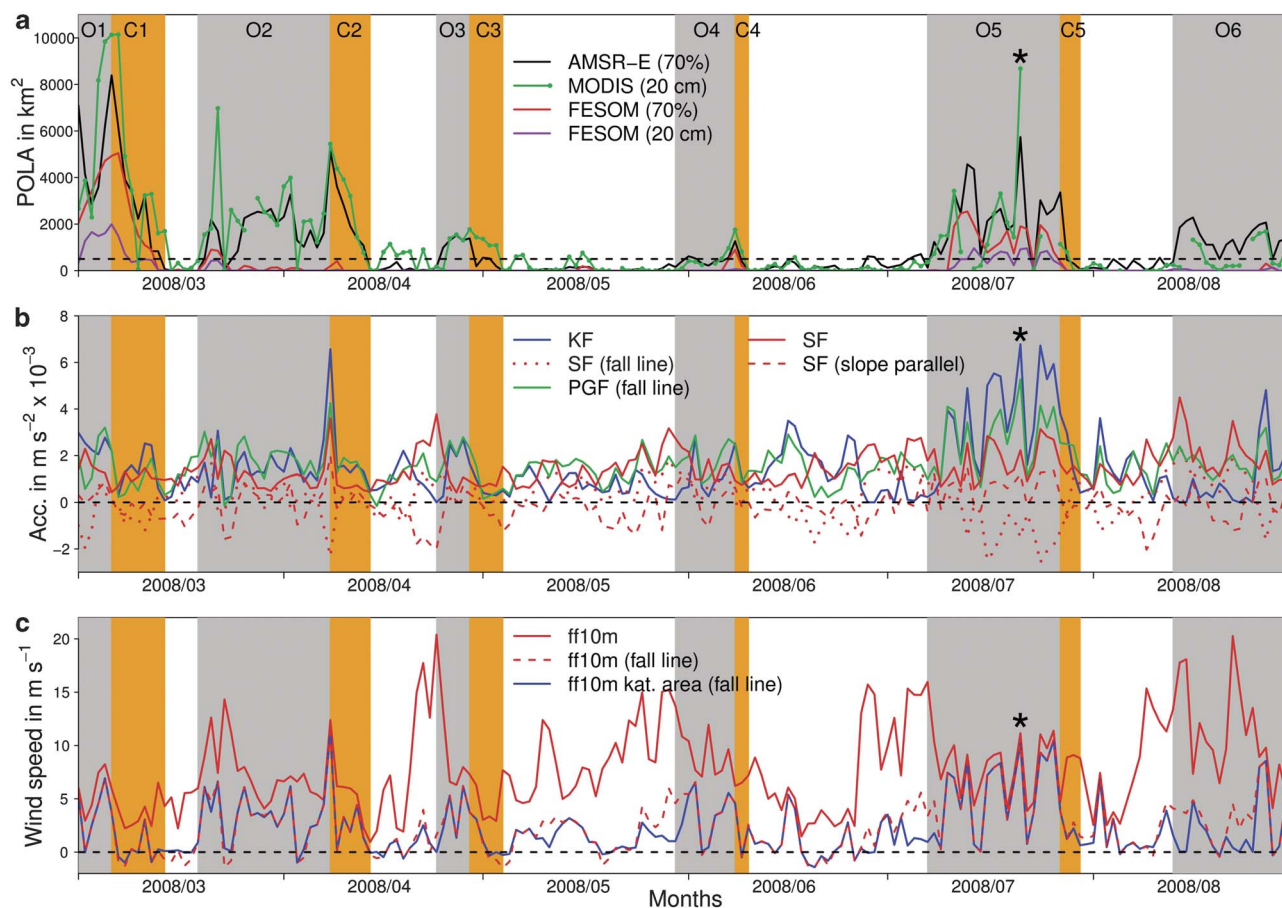 a
O1 C1 O2 C2 O3 C3 O4 C4 O5 C5 O6
*
AMSR−E (70%)
MODIS (20 cm)
FESOM (70%)
FESOM (20 cm)
POLA in km²
10000
8000
6000
4000
2000
0
2008/03 2008/04 2008/05 2008/06 2008/07 2008/08
b
*
KF SF
SF (fall line) SF (slope parallel)
PGF (fall line)
Acc. in m s⁻² x 10⁻³
8
6
4
2
0
−2
2008/03 2008/04 2008/05 2008/06 2008/07 2008/08
c
*
ff10m
ff10m (fall line)
ff10m kat. area (fall line)
Wind speed in m s⁻¹
20
15
10
5
0
2008/03 2008/04 2008/05 2008/06 2008/07 2008/08
Months